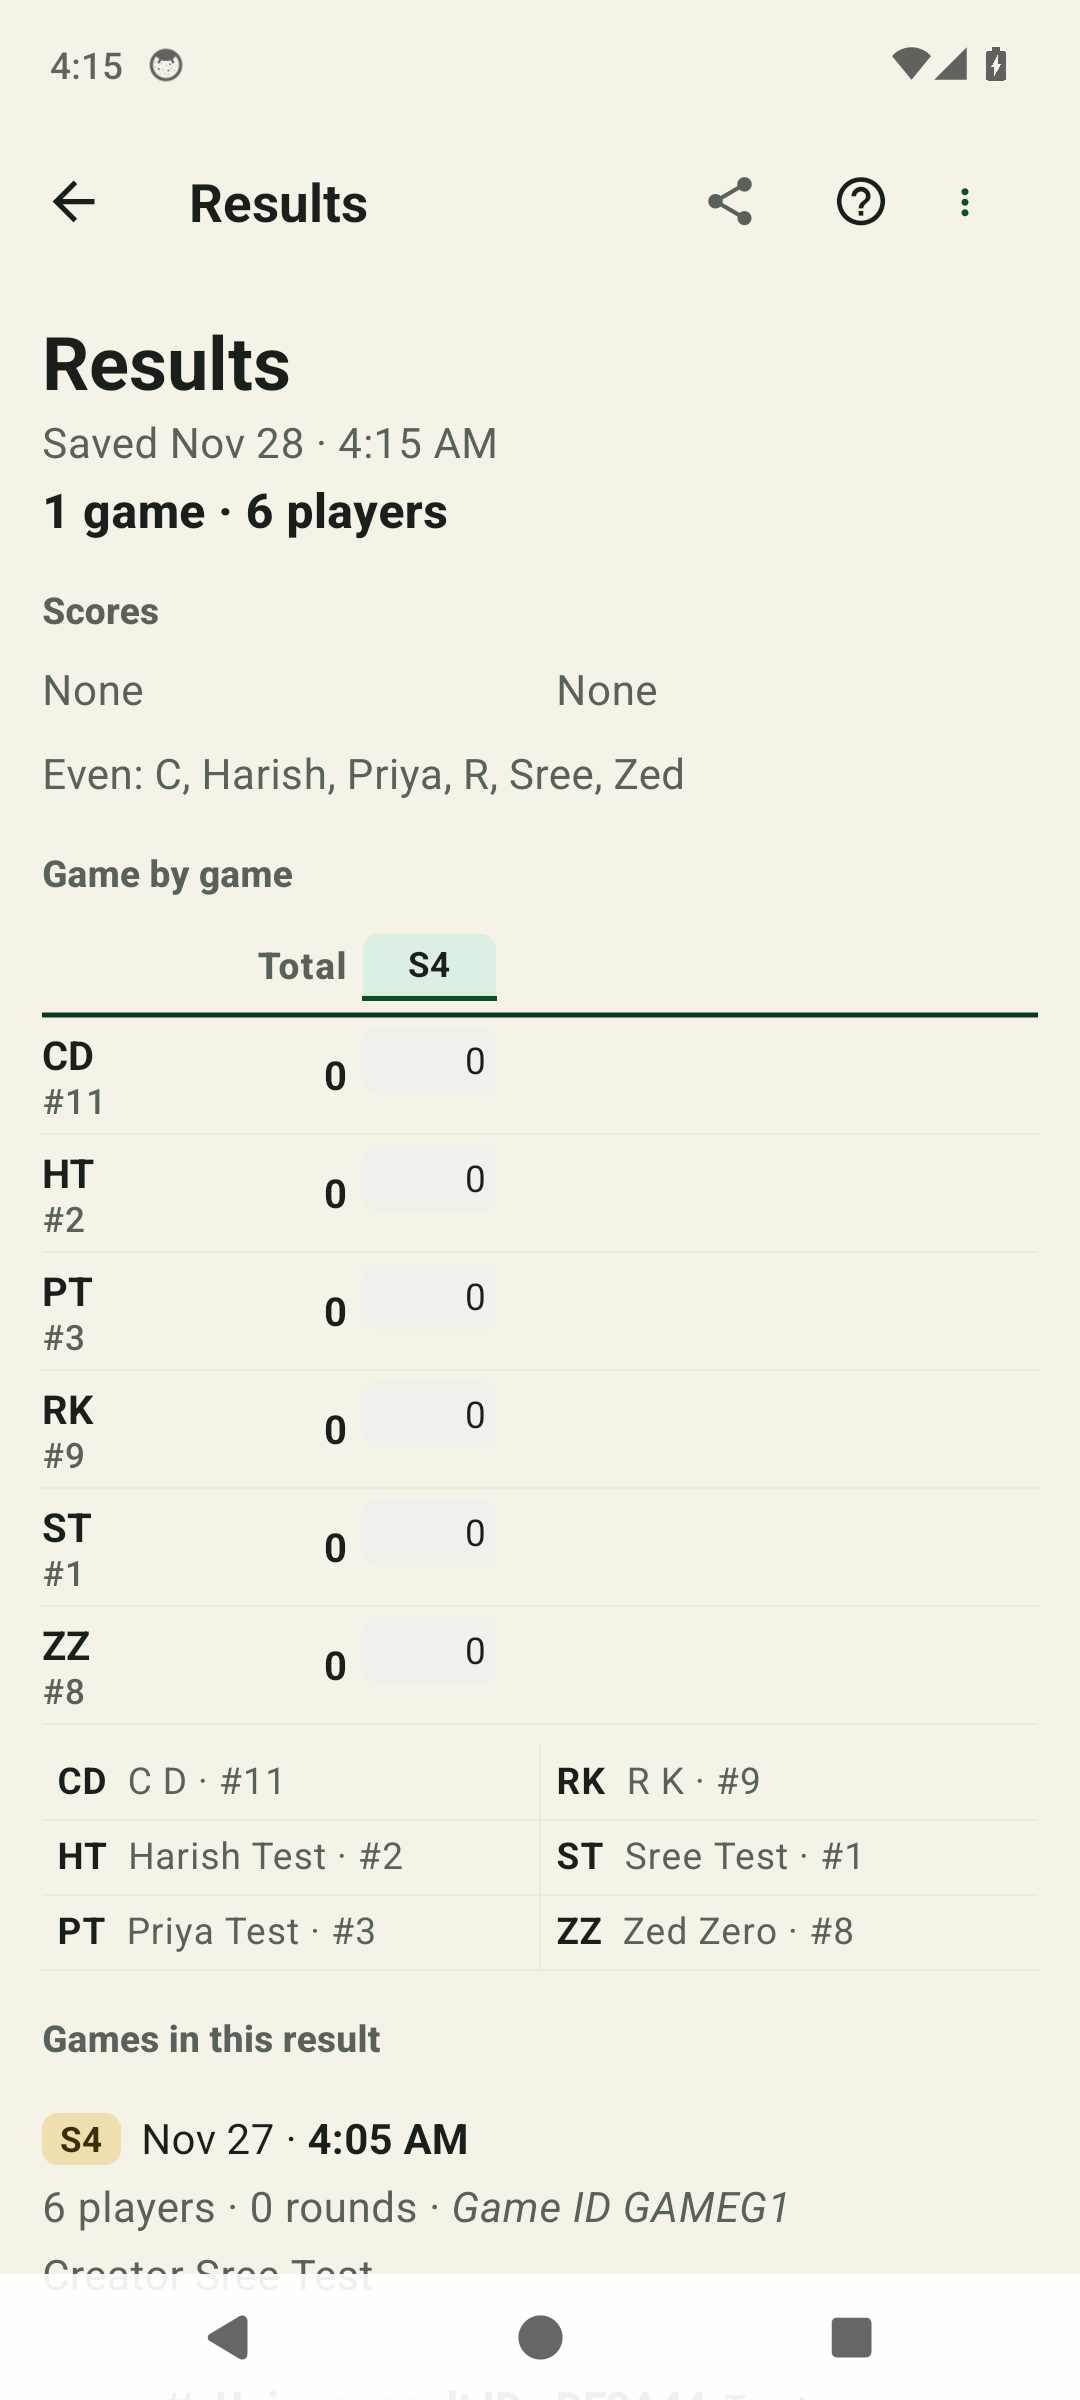 4:15
Results
Results
Saved Nov 28 · 4:15 AM
1 game · 6 players
Scores
None None
Even: C, Harish, Priya, R, Sree, Zed
Game by game
Total S4
CD
#11
0 0
HT
#2
0 0
PT
#3
0 0
RK
#9
0 0
ST
#1
0 0
ZZ
#8
0 0
CD C D · #11 RK R K · #9
HT Harish Test · #2 ST Sree Test · #1
PT Priya Test · #3 ZZ Zed Zero · #8
Games in this result
S4 Nov 27 · 4:05 AM
6 players · 0 rounds · Game ID GAMEG1
Creator Sree Test